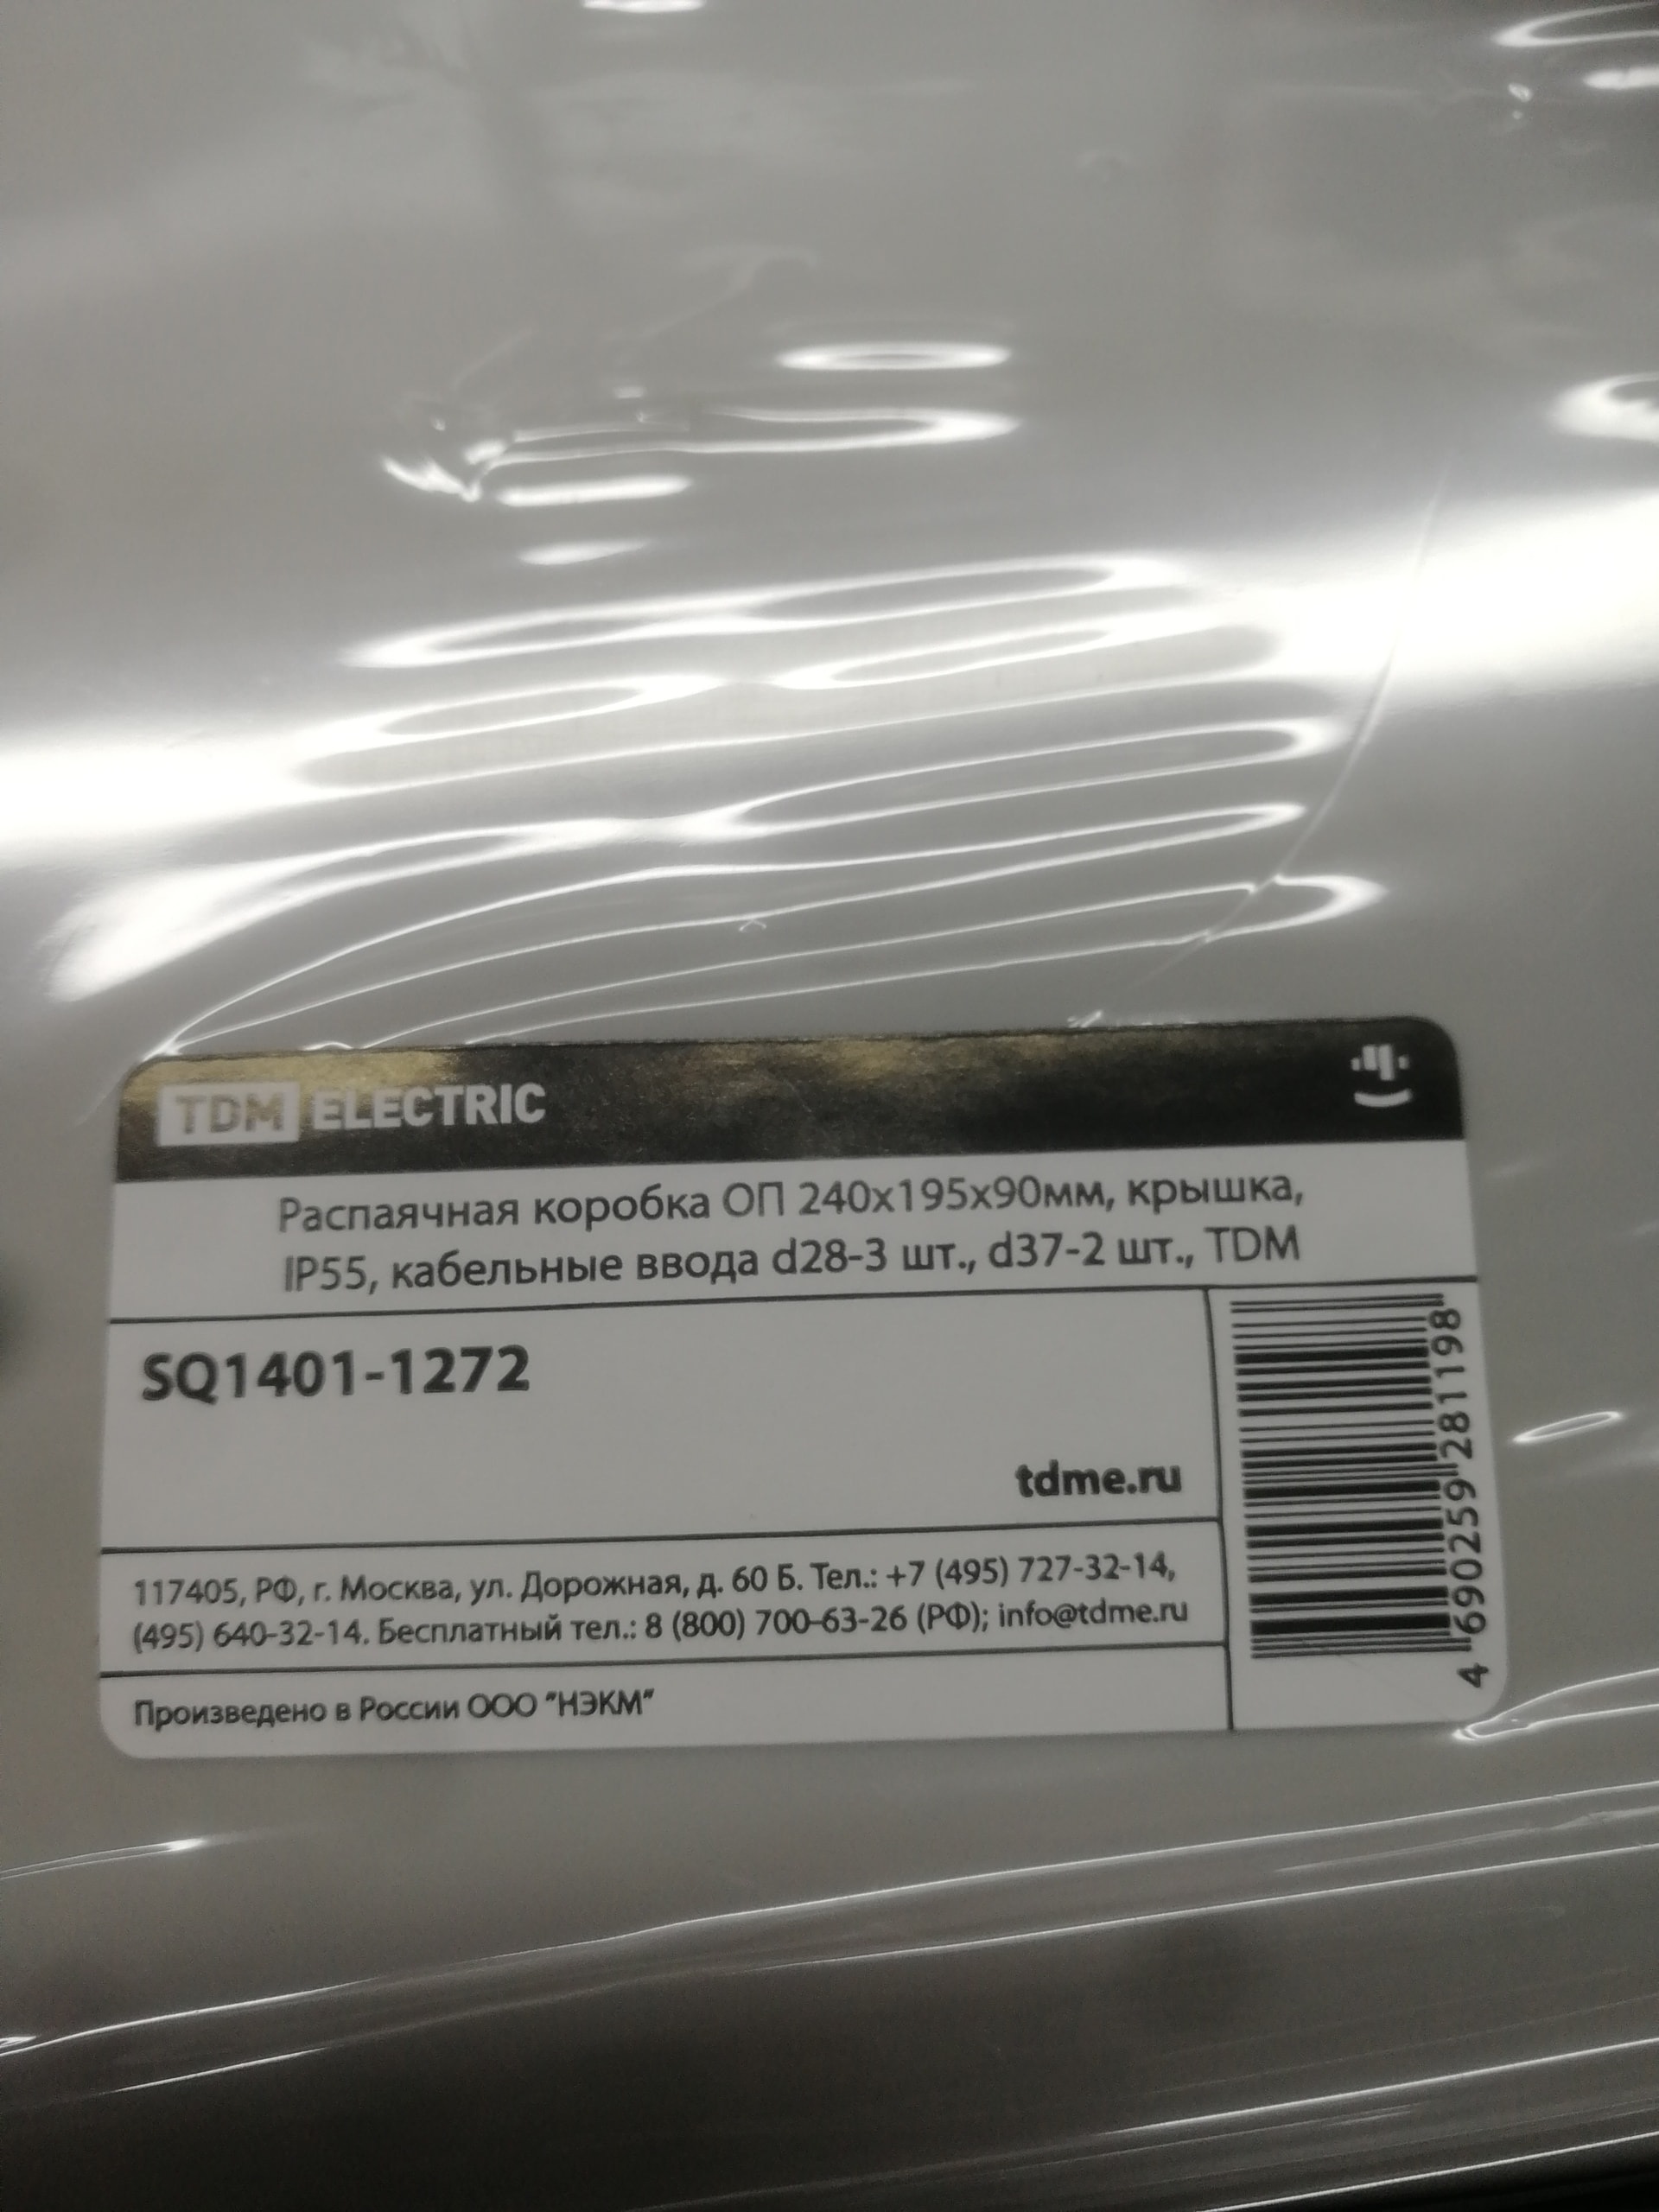 TDM ELECTRIC
Распаячная коробка ОП 240х195х90мм, крышка,
IP55, кабельные ввода d28-3 шт., d37-2 шт., TDM
SQ1401-1272
tdme.ru
117405, РФ, г. Москва, ул. Дорожная, д. 60 Б. Тел.: +7 (495) 727-32-14,
(495) 640-32-14. Бесплатный тел.: 8 (800) 700-63-26 (РФ); info@tdme.ru
Произведено в России ООО "НЭКМ"
4 690259 281198